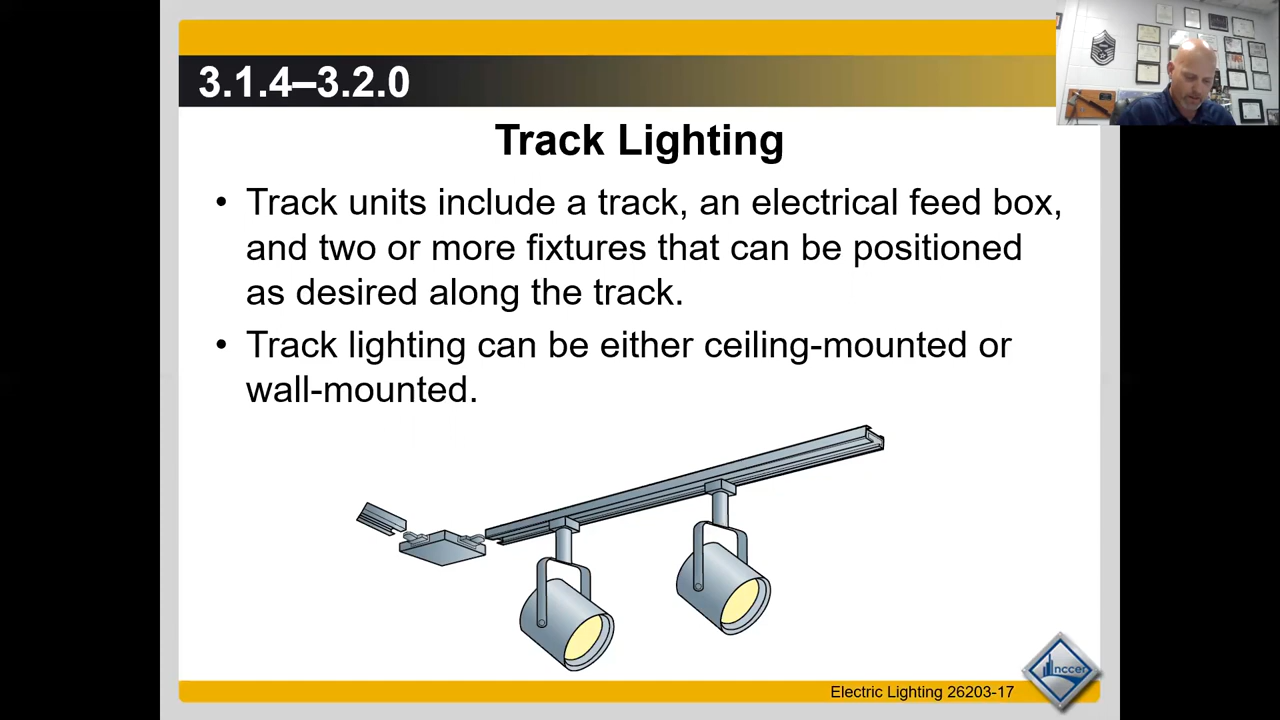 3.1.4–3.2.0
Track Lighting
• Track units include a track, an electrical feed box,
and two or more fixtures that can be positioned
as desired along the track.
• Track lighting can be either ceiling-mounted or
wall-mounted.
nccer
Electric Lighting 26203-17